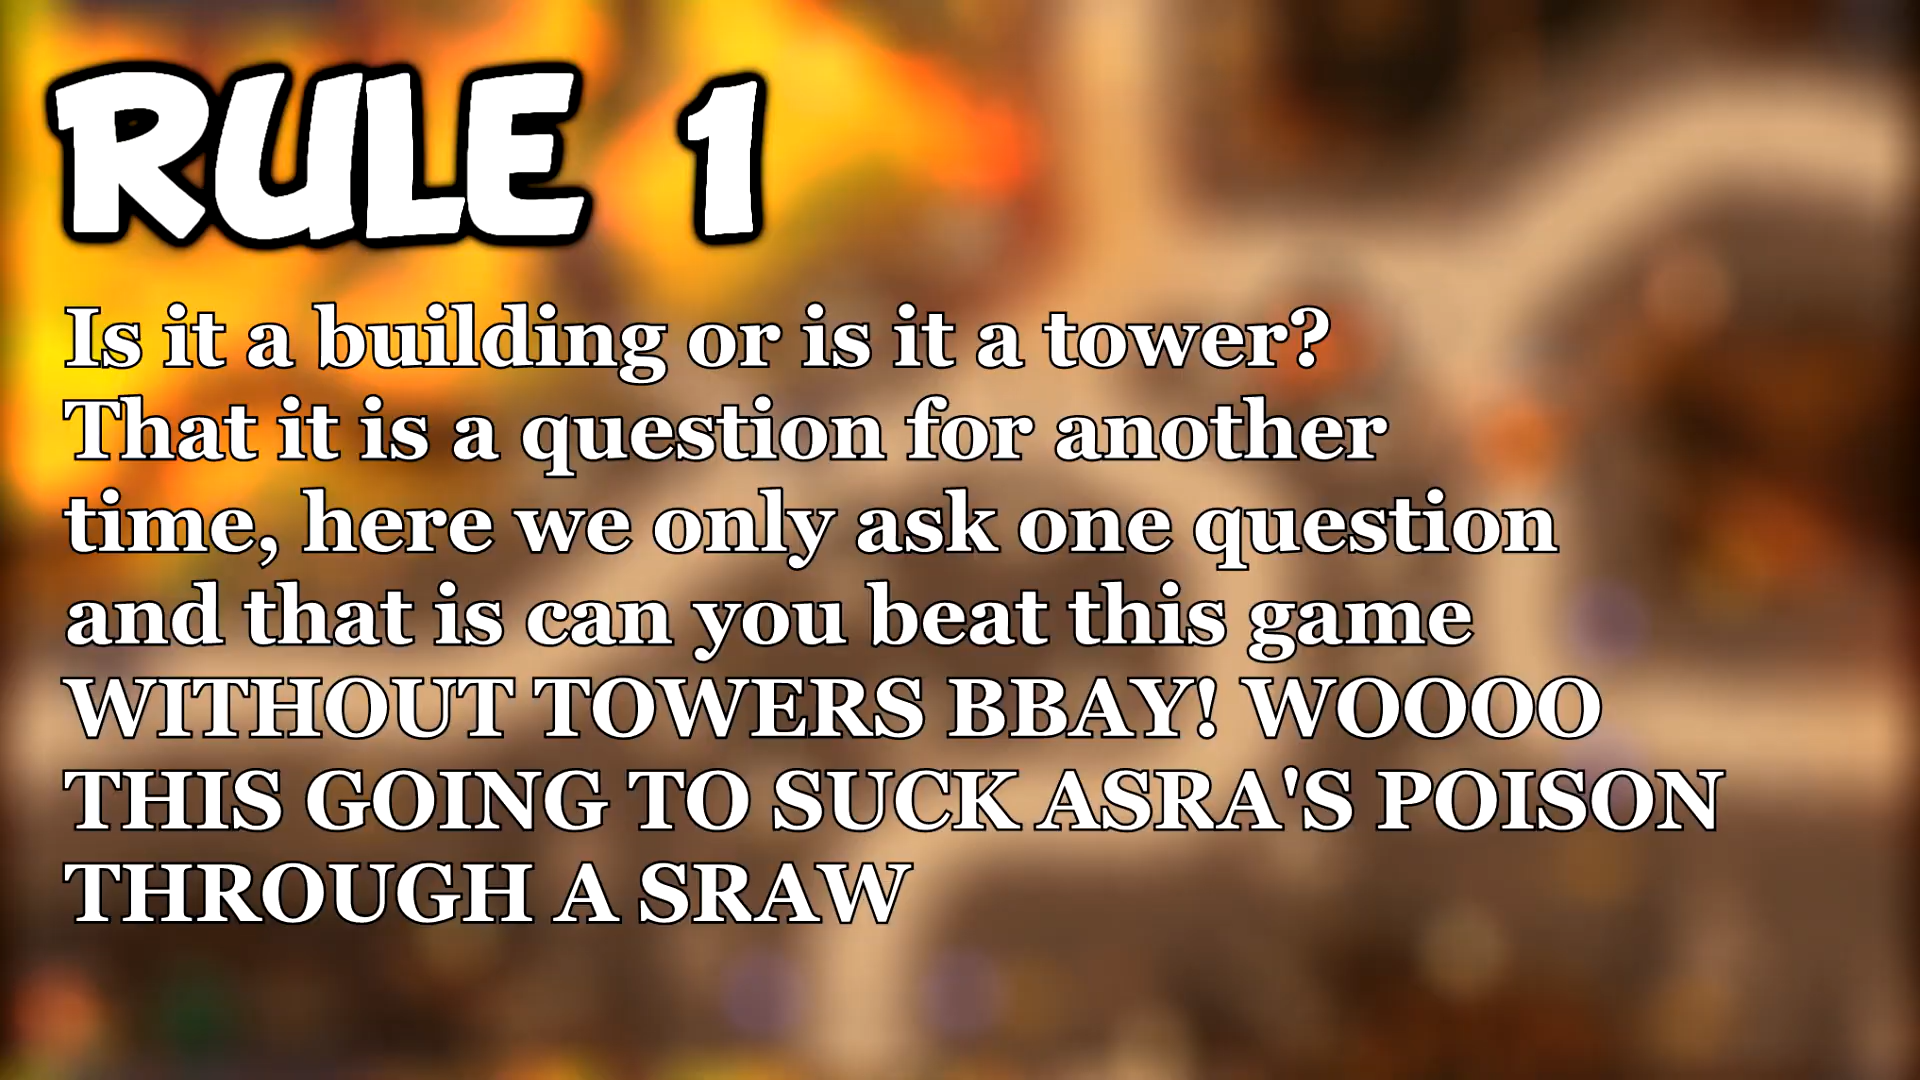 RULE 1
Is it a building or is it a tower?
That it is a question for another
time, here we only ask one question
and that is can you beat this game
WITHOUT TOWERS BBAY! WOOOO
THIS GOING TO SUCK ASRA'S POISON
THROUGH A SRAW